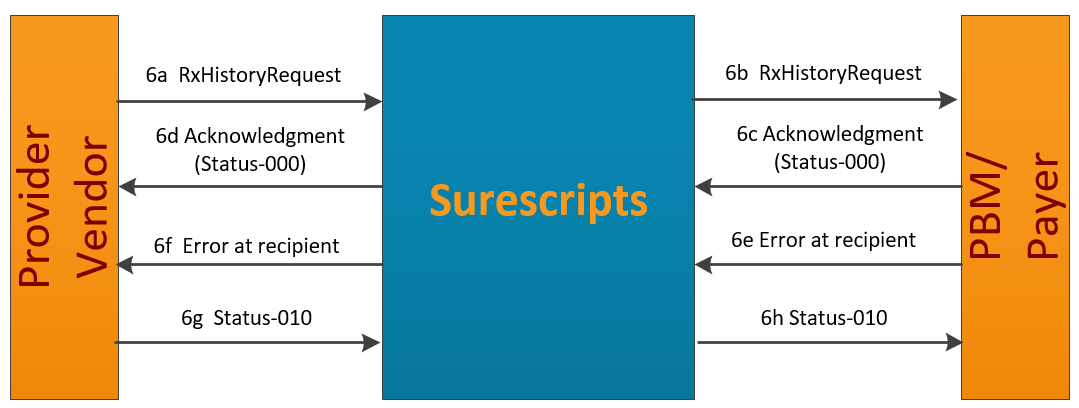 Provider
Vendor
6a RxHistoryRequest
6d Acknowledgment
(Status-000)
6f Error at recipient
6g Status-010
Surescripts
6b RxHistoryRequest
6c Acknowledgment
(Status-000)
6e Error at recipient
6h Status-010
PBM/
Payer